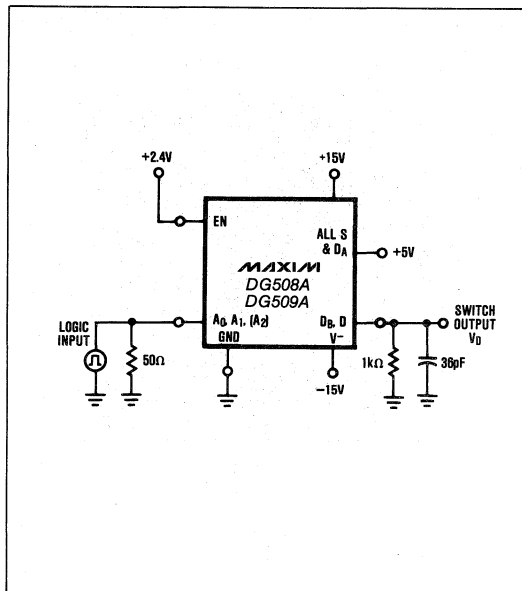 +2.4V
+15V
EN
ALL S
& DA
+5V
MAXIM
DG508A
DG509A
LOGIC
INPUT
A0, A1, (A2)
DB, D
SWITCH
OUTPUT
VD
GND
V−
50Ω
−15V
1kΩ
36pF